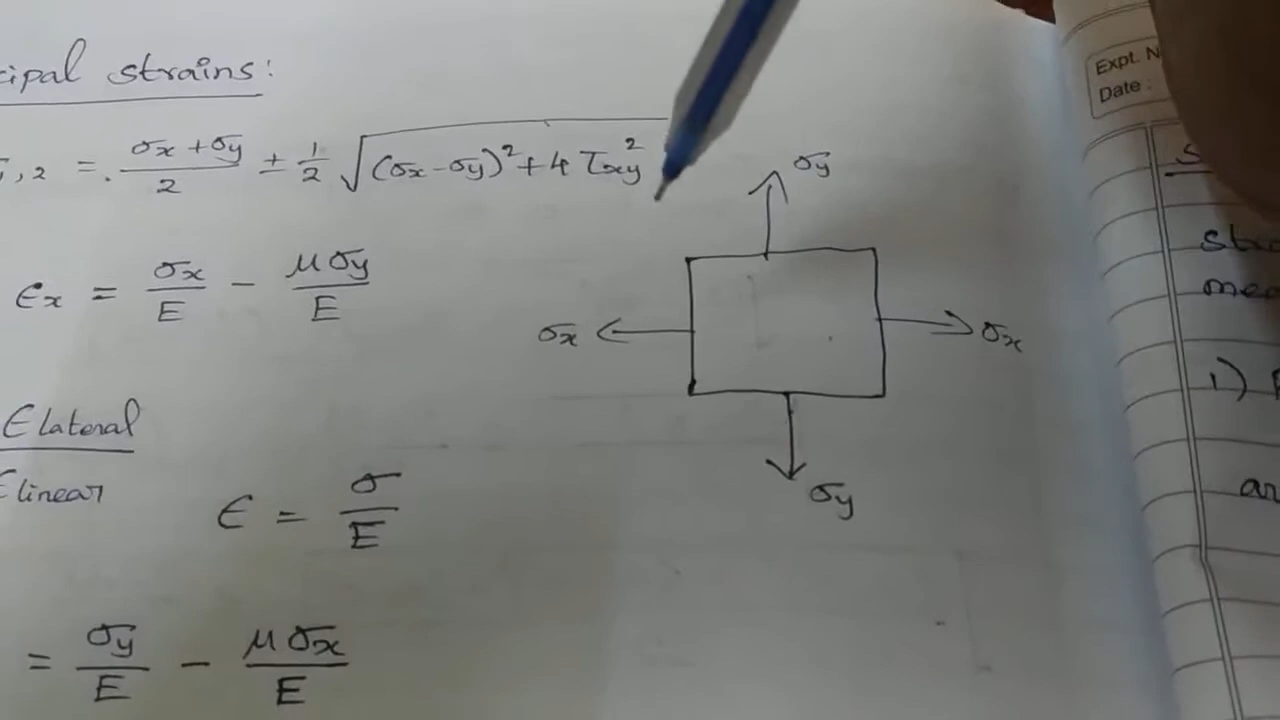 cipal strains:
1,2 = σx + σy / 2 ± 1/2 √(σx - σy)² + 4 τxy²
σy
εx = σx / E - μσy / E
σx
σx
ε lateral
ε linear
ε = σ / E
σy
= σy / E - μσx / E
Expt. N
Date :
S
i)